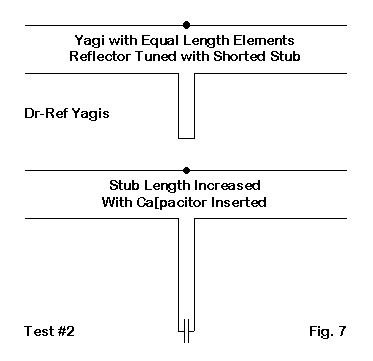 Yagi with Equal Length Elements
Reflector Tuned with Shorted Stub
Dr-Ref Yagis
Stub Length Increased
With Ca[pacitor Inserted
Test #2
Fig. 7